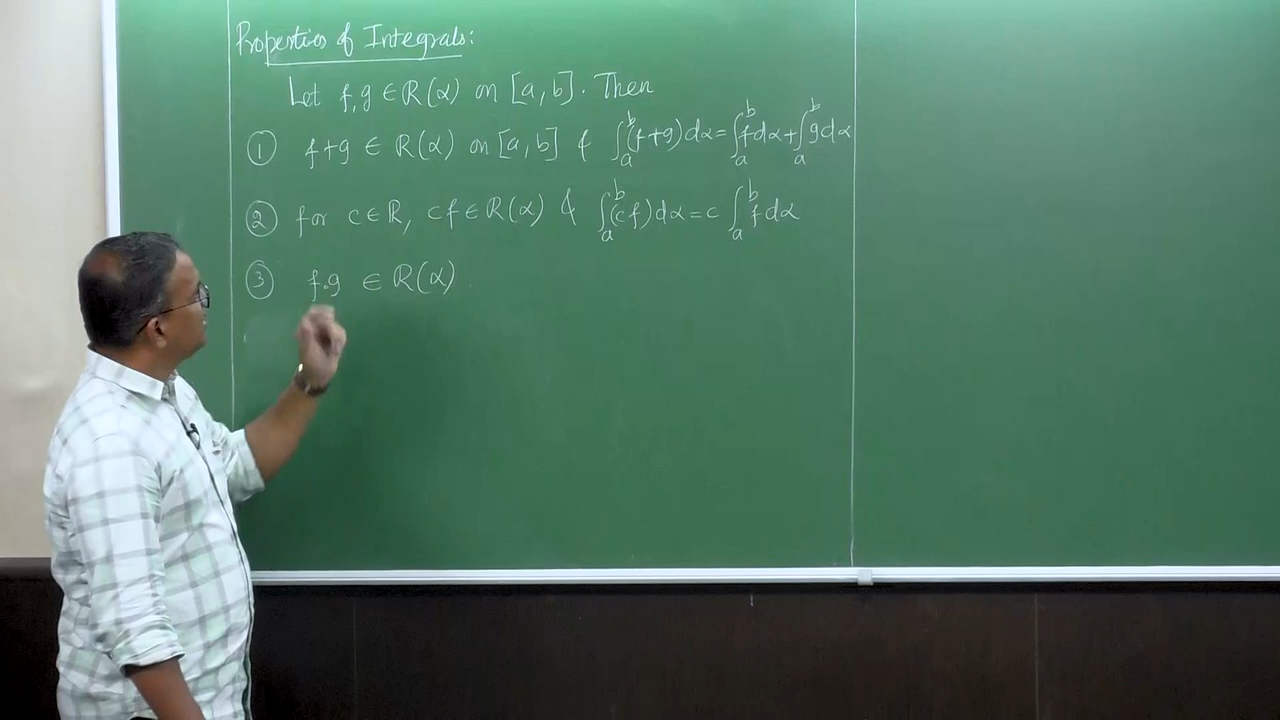 Properties of Integrals:
Let f,g ∈ R(α) on [a,b]. Then
① f+g ∈ R(α) on [a,b] & ∫_a^b (f+g)dα = ∫_a^b f dα + ∫_a^b g dα
② for c∈ℝ, cf ∈ R(α) & ∫_a^b (cf)dα = c ∫_a^b f dα
③ f.g ∈ R(α).